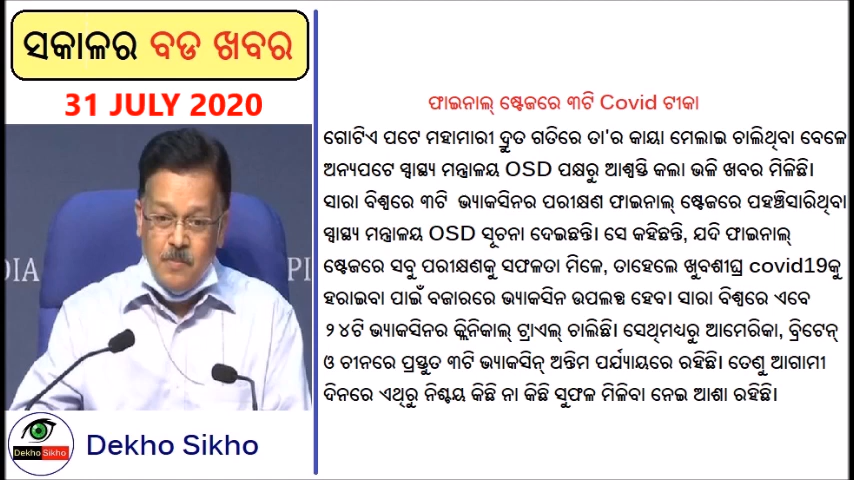 ସକାଳର ବଡ ଖବର
31 JULY 2020
DIA
PI
Dekho Sikho
Dekho Sikho
ଫାଇନାଲ୍ ଷ୍ଟେଜରେ ୩ଟି Covid ଟୀକା
ଗୋଟିଏ ପଟେ ମହାମାରୀ ଦ୍ରୁତ ଗତିରେ ତା'ର କାୟା ମେଲାଇ ଚାଲିଥିବା ବେଳେ
ଅନ୍ୟପଟେ ସ୍ୱାସ୍ଥ୍ୟ ମନ୍ତ୍ରାଳୟ OSD ପକ୍ଷରୁ ଆଶ୍ୱସ୍ତି କଲା ଭଳି ଖବର ମିଳିଛି।
ସାରା ବିଶ୍ୱରେ ୩ଟି ଭ୍ୟାକସିନର ପରୀକ୍ଷଣ ଫାଇନାଲ୍ ଷ୍ଟେଜରେ ପହଞ୍ଚିସାରିଥିବା
ସ୍ୱାସ୍ଥ୍ୟ ମନ୍ତ୍ରାଳୟ OSD ସୂଚନା ଦେଇଛନ୍ତି। ସେ କହିଛନ୍ତି, ଯଦି ଫାଇନାଲ୍
ଷ୍ଟେଜରେ ସବୁ ପରୀକ୍ଷଣକୁ ସଫଳତା ମିଳେ, ତାହେଲେ ଖୁବଶୀଘ୍ର covid19କୁ
ହରାଇବା ପାଇଁ ବଜାରରେ ଭ୍ୟାକସିନ ଉପଲବ୍ଧ ହେବ। ସାରା ବିଶ୍ୱରେ ଏବେ
୨୪ଟି ଭ୍ୟାକସିନର କ୍ଲିନିକାଲ୍ ଟ୍ରାଏଲ୍ ଚାଲିଛି। ସେଥିମଧ୍ୟରୁ ଆମେରିକା, ବ୍ରିଟେନ୍
ଓ ଚୀନରେ ପ୍ରସ୍ତୁତ ୩ଟି ଭ୍ୟାକସିନ୍ ଅନ୍ତିମ ପର୍ଯ୍ୟାୟରେ ରହିଛି। ତେଣୁ ଆଗାମୀ
ଦିନରେ ଏଥିରୁ ନିଶ୍ଚୟ କିଛି ନା କିଛି ସୁଫଳ ମିଳିବା ନେଇ ଆଶା ରହିଛି।